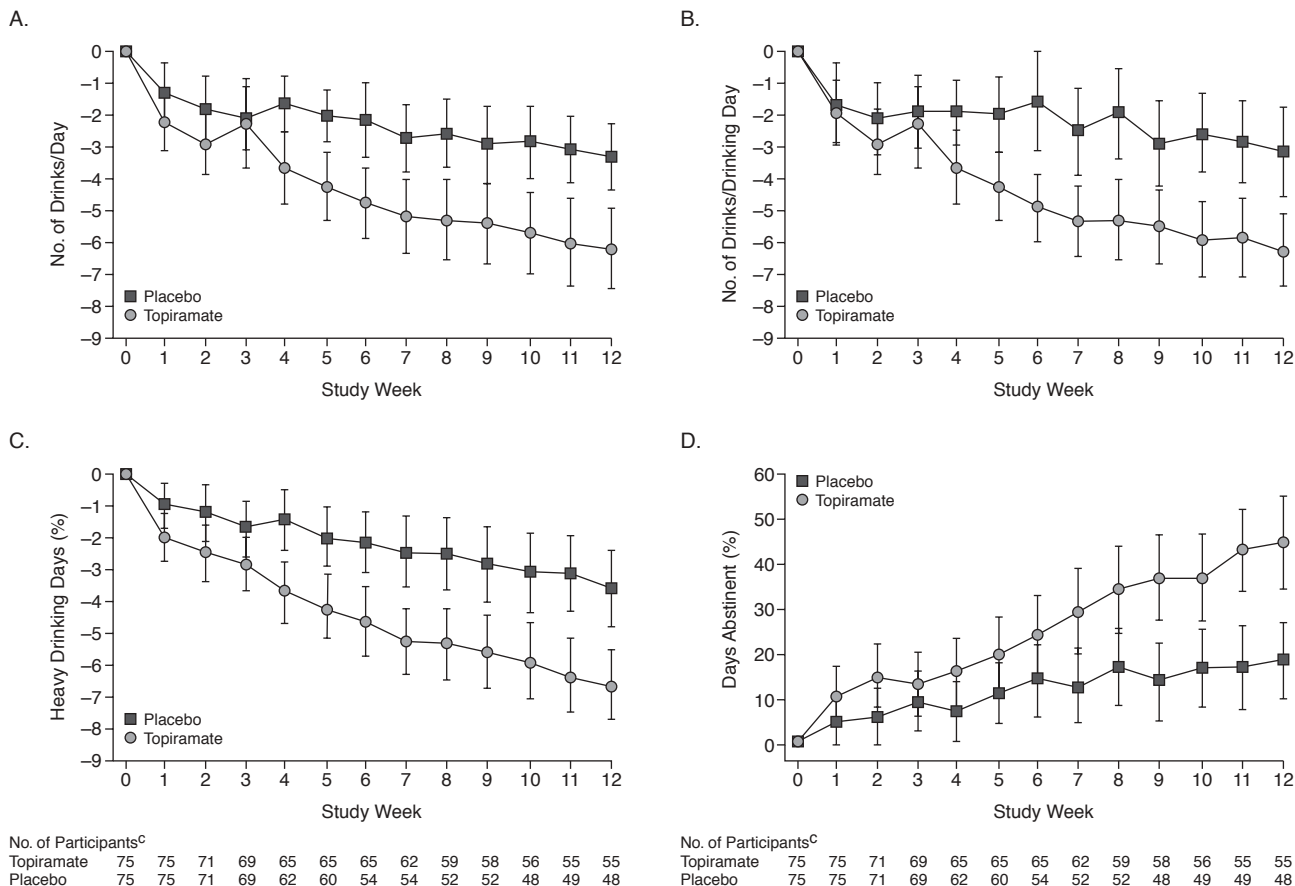 A.
0
–1
–2
–3
–4
–5
–6
–7
–8
–9
No. of Drinks/Day
Placebo
Topiramate
0 1 2 3 4 5 6 7 8 9 10 11 12
Study Week
B.
0
–1
–2
–3
–4
–5
–6
–7
–8
–9
No. of Drinks/Drinking Day
Placebo
Topiramate
0 1 2 3 4 5 6 7 8 9 10 11 12
Study Week
C.
0
–1
–2
–3
–4
–5
–6
–7
–8
–9
Heavy Drinking Days (%)
Placebo
Topiramate
0 1 2 3 4 5 6 7 8 9 10 11 12
Study Week
No. of Participantsc
Topiramate 75 75 71 69 65 65 65 62 59 58 56 55 55
Placebo 75 75 71 69 62 60 54 54 52 52 48 49 48
D.
60
50
40
30
20
10
0
Days Abstinent (%)
Placebo
Topiramate
0 1 2 3 4 5 6 7 8 9 10 11 12
Study Week
No. of Participantsc
Topiramate 75 75 71 69 65 65 65 62 59 58 56 55 55
Placebo 75 75 71 69 62 60 54 52 52 48 49 49 48